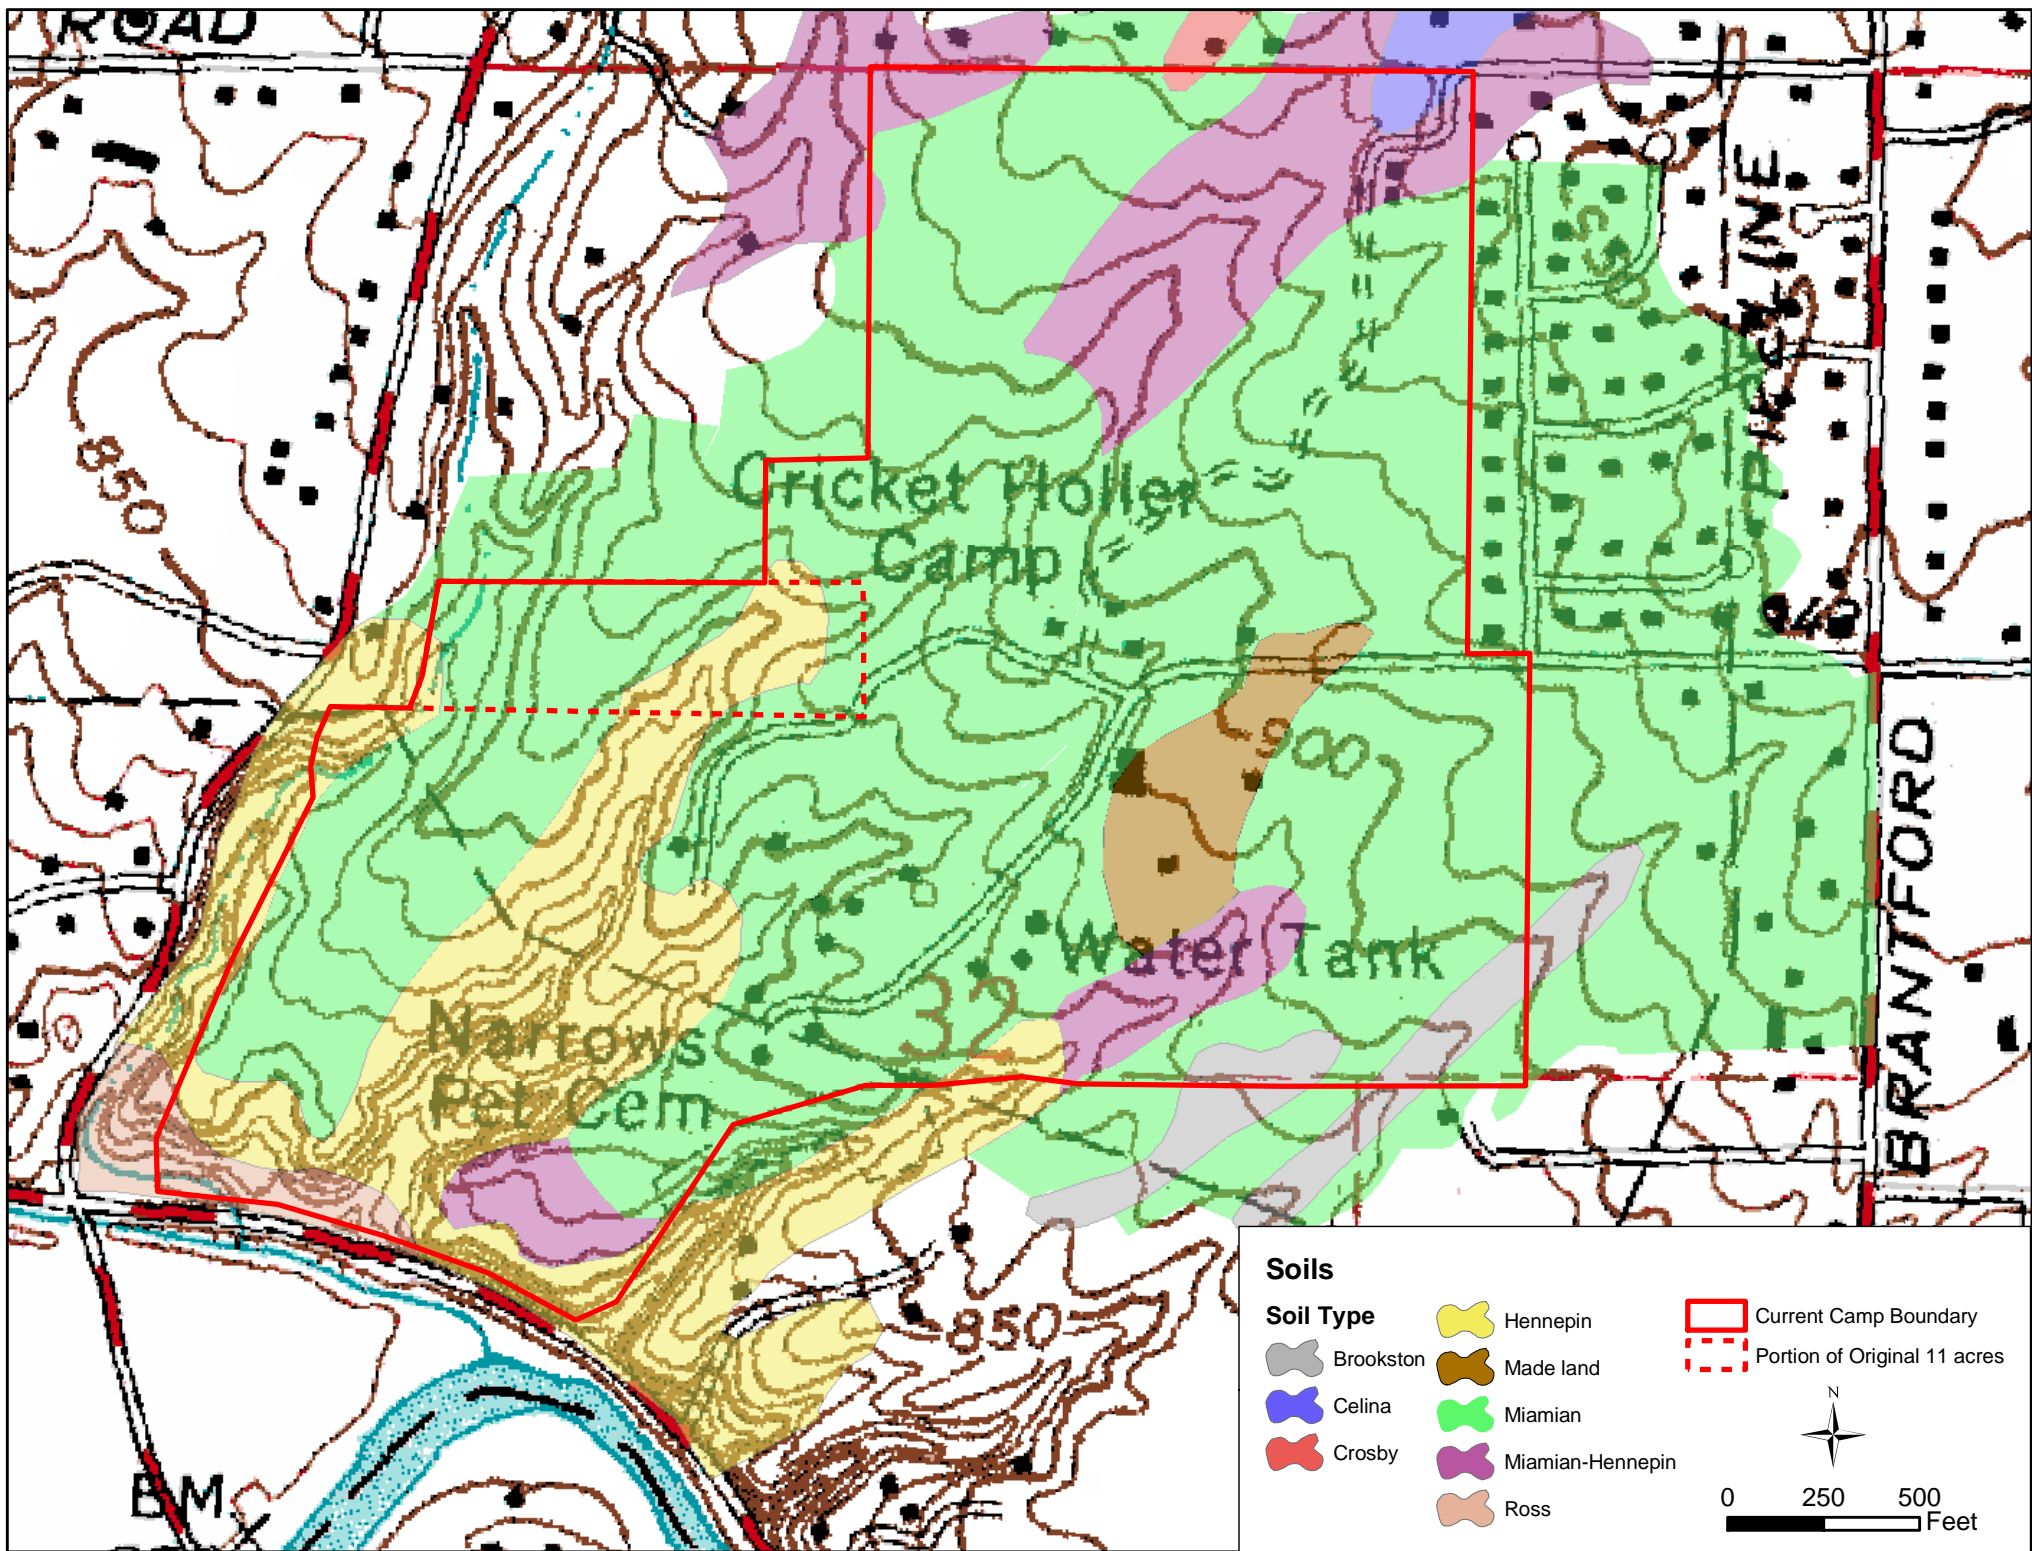 ROAD
850
PIPELINE
Cricket Holler
Camp
840
900
BRANTFORD
Water Tank
32
Narrows
Pet Cem
850
BM
Soils
Soil Type
Brookston
Celina
Crosby
Hennepin
Made land
Miamian
Miamian-Hennepin
Ross
Current Camp Boundary
Portion of Original 11 acres
N
0 250 500
Feet